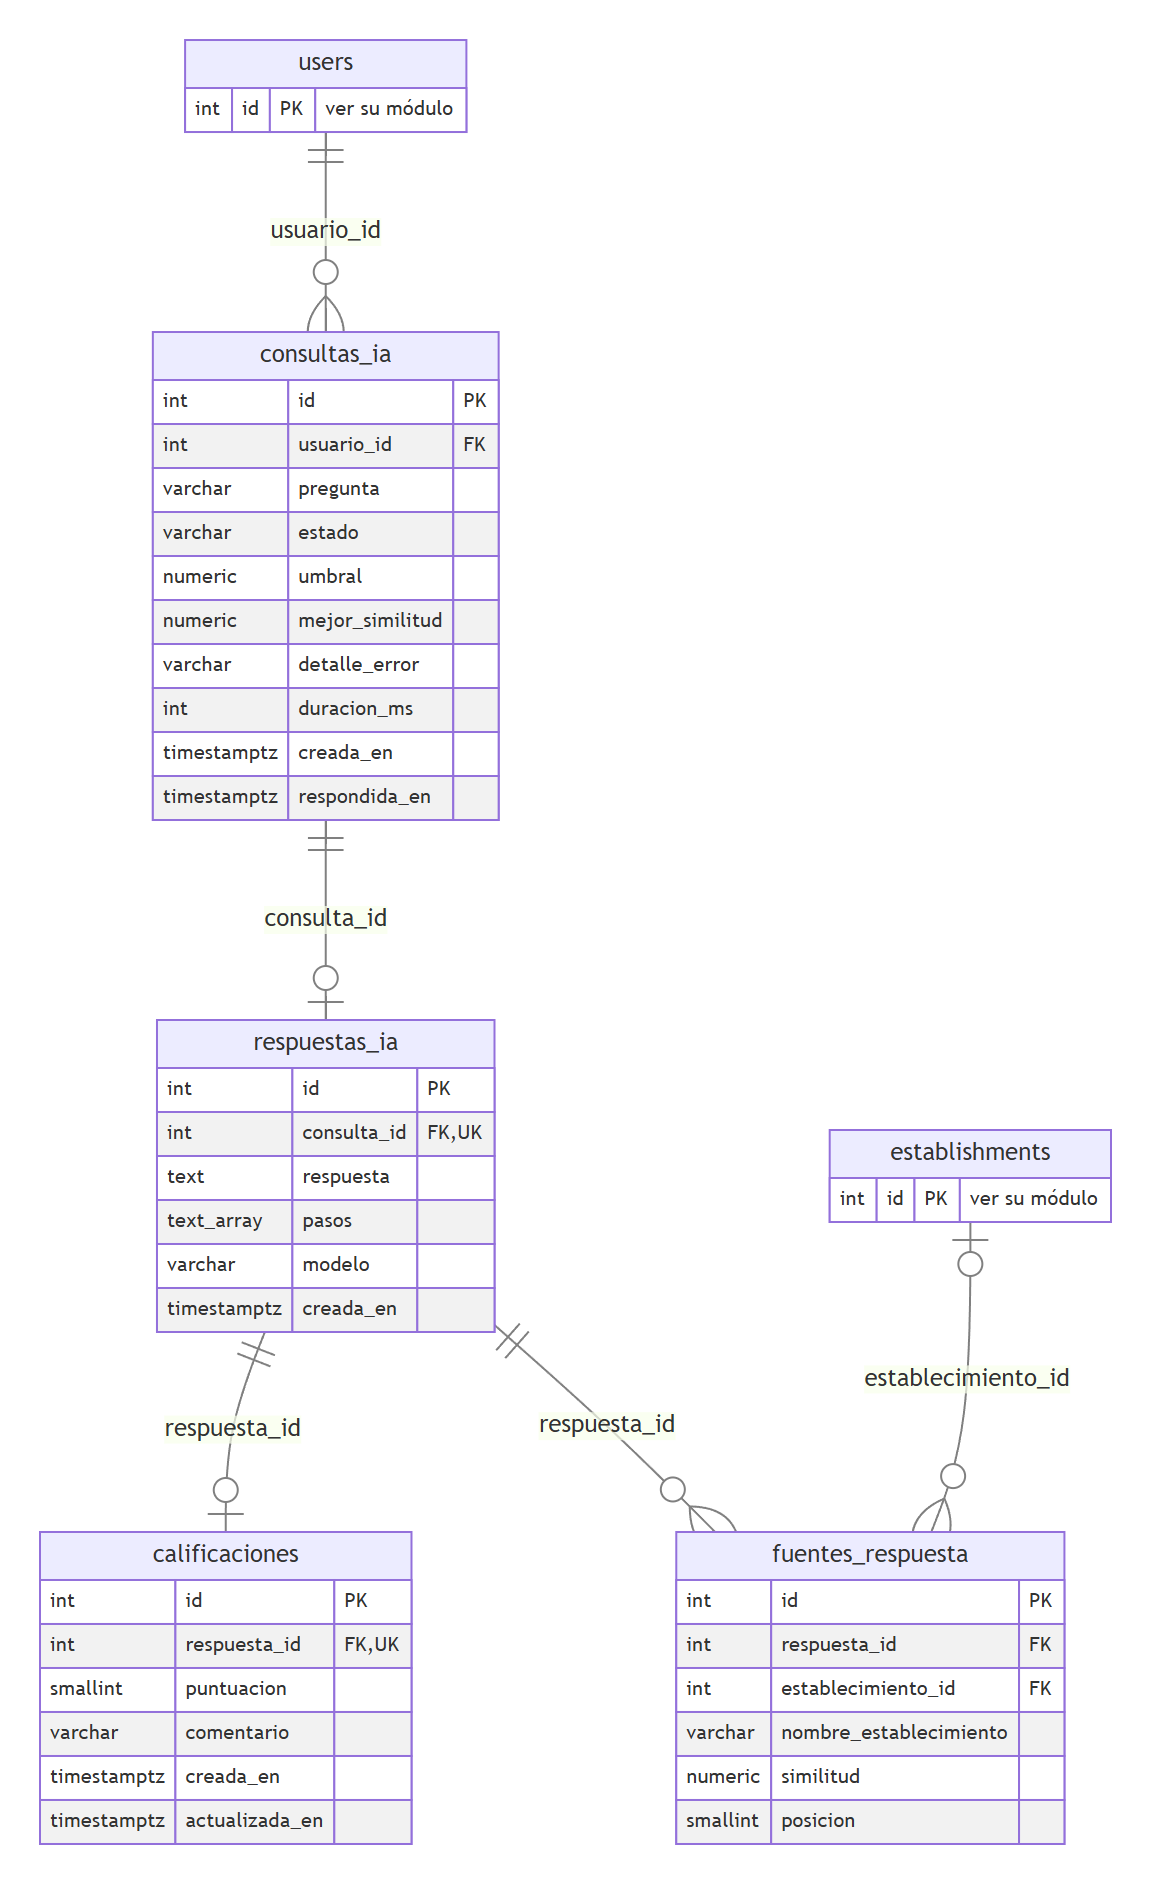 users
int id PK ver su módulo
usuario_id
consultas_ia
int id PK
int usuario_id FK
varchar pregunta
varchar estado
numeric umbral
numeric mejor_similitud
varchar detalle_error
int duracion_ms
timestamptz creada_en
timestamptz respondida_en
consulta_id
respuestas_ia
int id PK
int consulta_id FK,UK
text respuesta
text_array pasos
varchar modelo
timestamptz creada_en
establishments
int id PK ver su módulo
respuesta_id
respuesta_id
establecimiento_id
calificaciones
int id PK
int respuesta_id FK,UK
smallint puntuacion
varchar comentario
timestamptz creada_en
timestamptz actualizada_en
fuentes_respuesta
int id PK
int respuesta_id FK
int establecimiento_id FK
varchar nombre_establecimiento
numeric similitud
smallint posicion